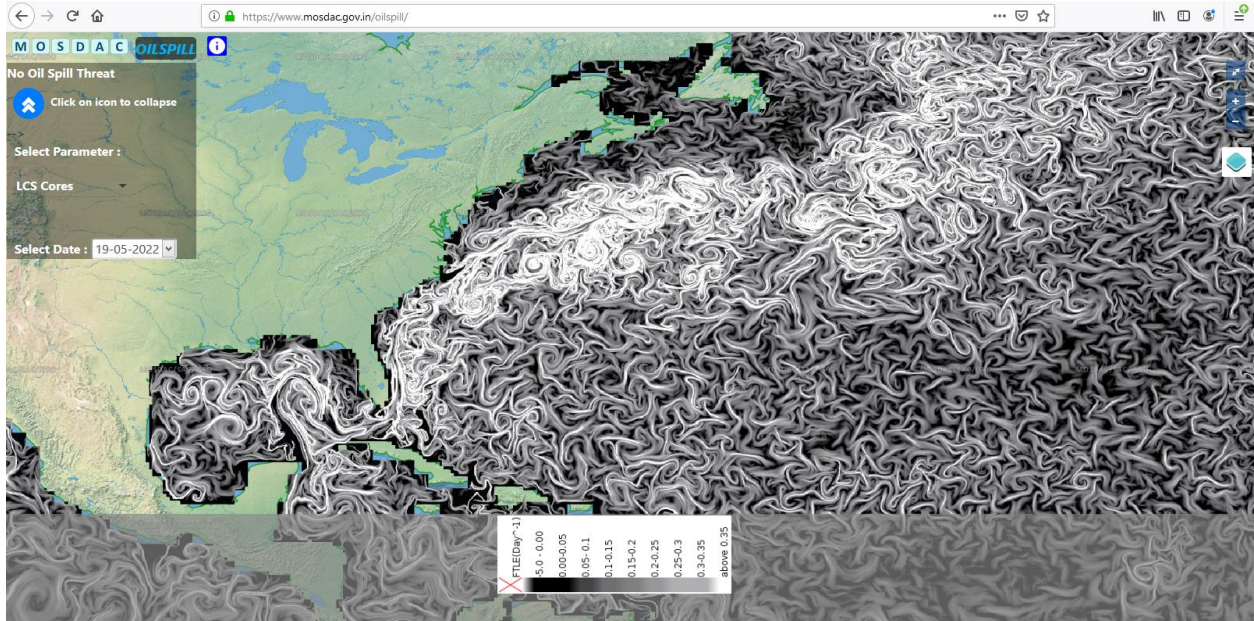 https://www.mosdac.gov.in/oilspill/
M O S D A C OILSPILL
No Oil Spill Threat
Click on icon to collapse
-->
Select Parameter :
LCS Cores
Select Date : 19-05-2022
FTLE(Day^-1)
-5.0 - 0.00
0.00-0.05
0.05- 0.1
0.1-0.15
0.15-0.2
0.2-0.25
0.25-0.3
0.3-0.35
above 0.35